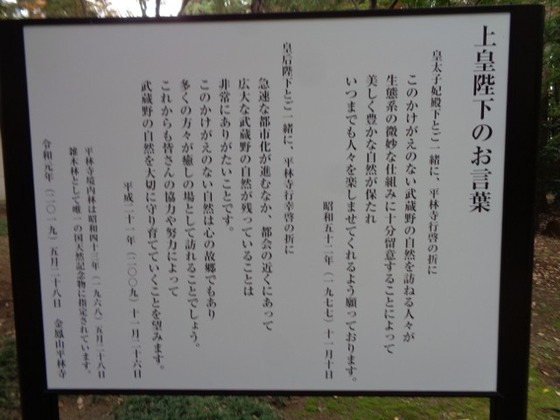 上皇陛下のお言葉
皇太子妃殿下とご一緒に、平林寺行啓の折に
このかけがえのない武蔵野の自然を訪ねる人々が
生態系の微妙な仕組みに十分留意することによって
美しく豊かな自然が保たれ
いつまでも人々を楽しませてくれるよう願っております。
昭和五十二年（一九七七）十一月十日
皇后陛下とご一緒に、平林寺行幸啓の折に
急速な都市化が進むなか、都会の近くにあって
広大な武蔵野の自然が残っていることは
非常にありがたいことです。
このかけがえのない自然は心の故郷でもあり
多くの方々が癒しの場として訪れることでしょう。
これからも皆さんの協力や努力によって
武蔵野の自然を大切に守り育てていくことを望みます。
平成二十一年（二〇〇九）十一月二十六日
平林寺境内林は昭和四十三年（一九六八）五月二十八日
雑木林として唯一の国天然記念物に指定されています。
令和元年（二〇一九）五月二十八日　金鳳山平林寺